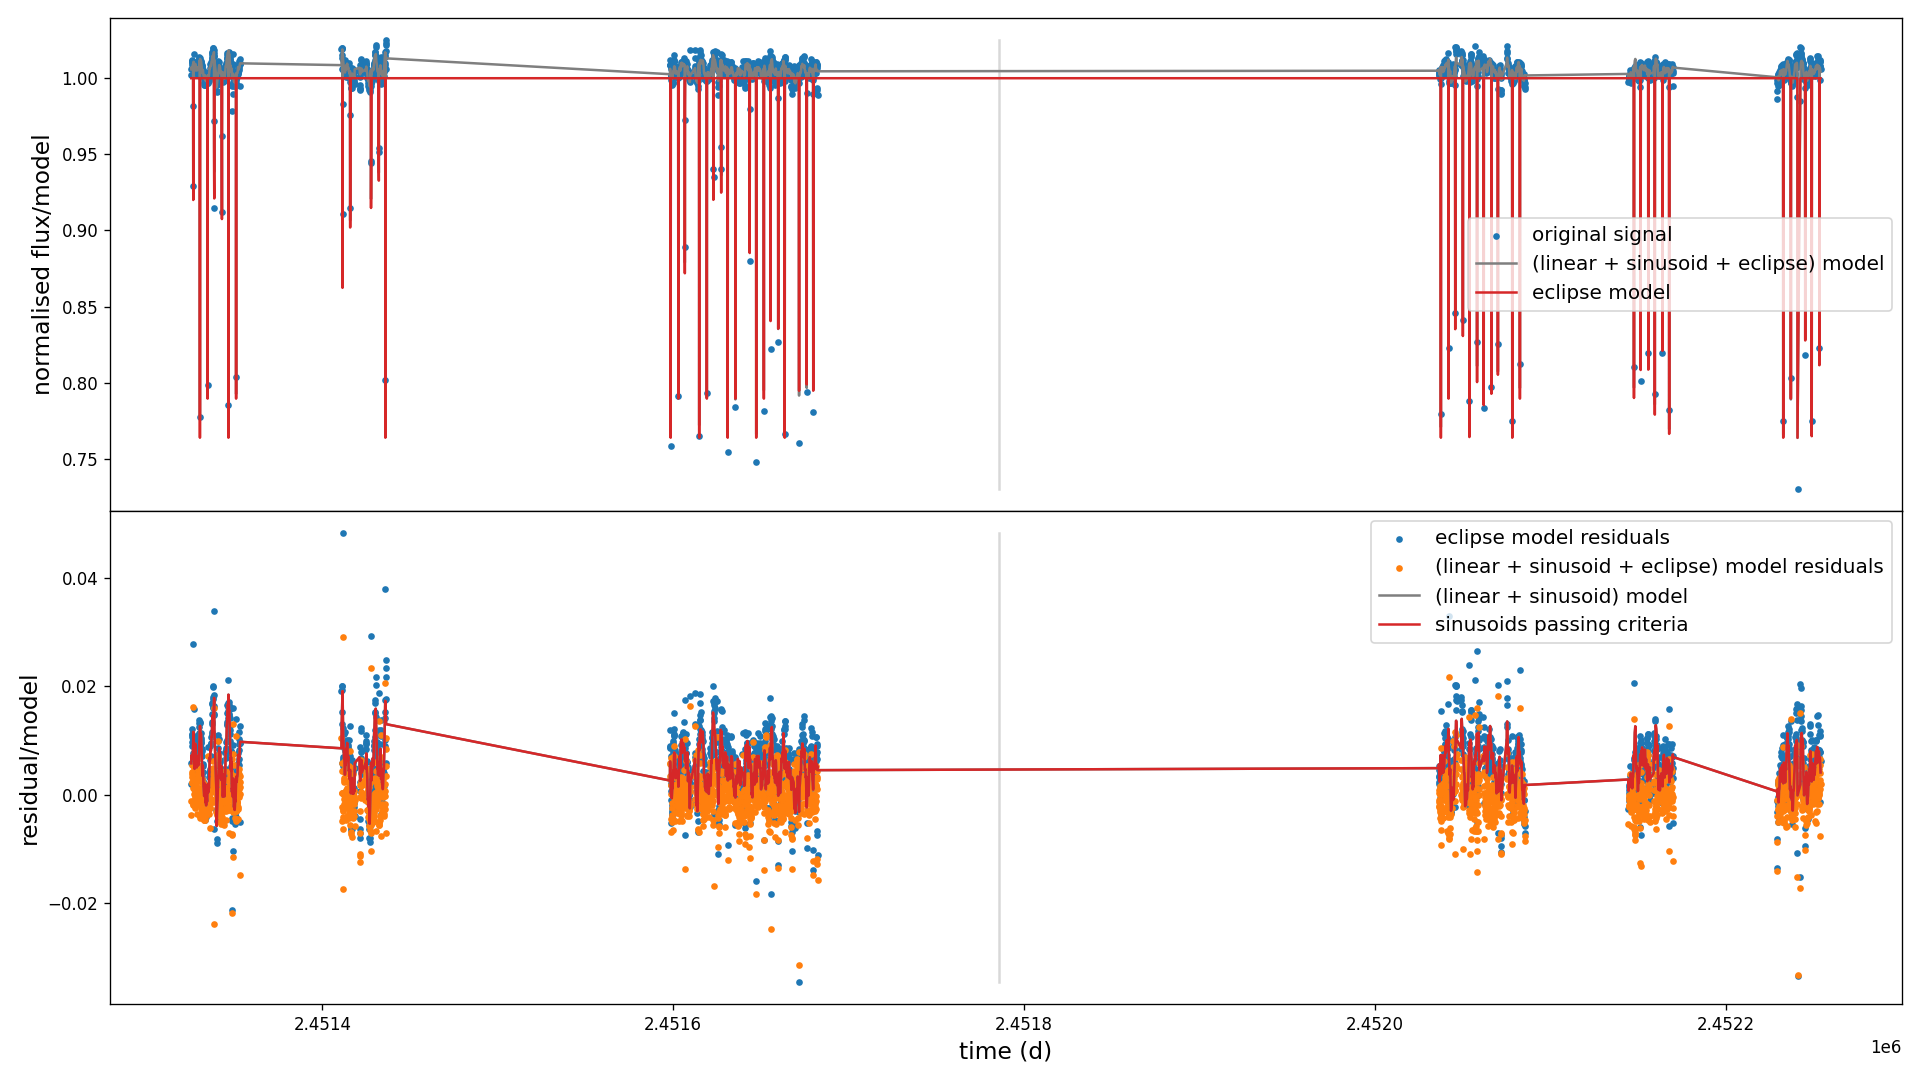 normalised flux/model
1.00
0.95
0.90
0.85
0.80
0.75
original signal
(linear + sinusoid + eclipse) model
eclipse model
residual/model
0.04
0.02
0.00
−0.02
eclipse model residuals
(linear + sinusoid + eclipse) model residuals
(linear + sinusoid) model
sinusoids passing criteria
2.4514
2.4516
2.4518
2.4520
2.4522
1e6
time (d)